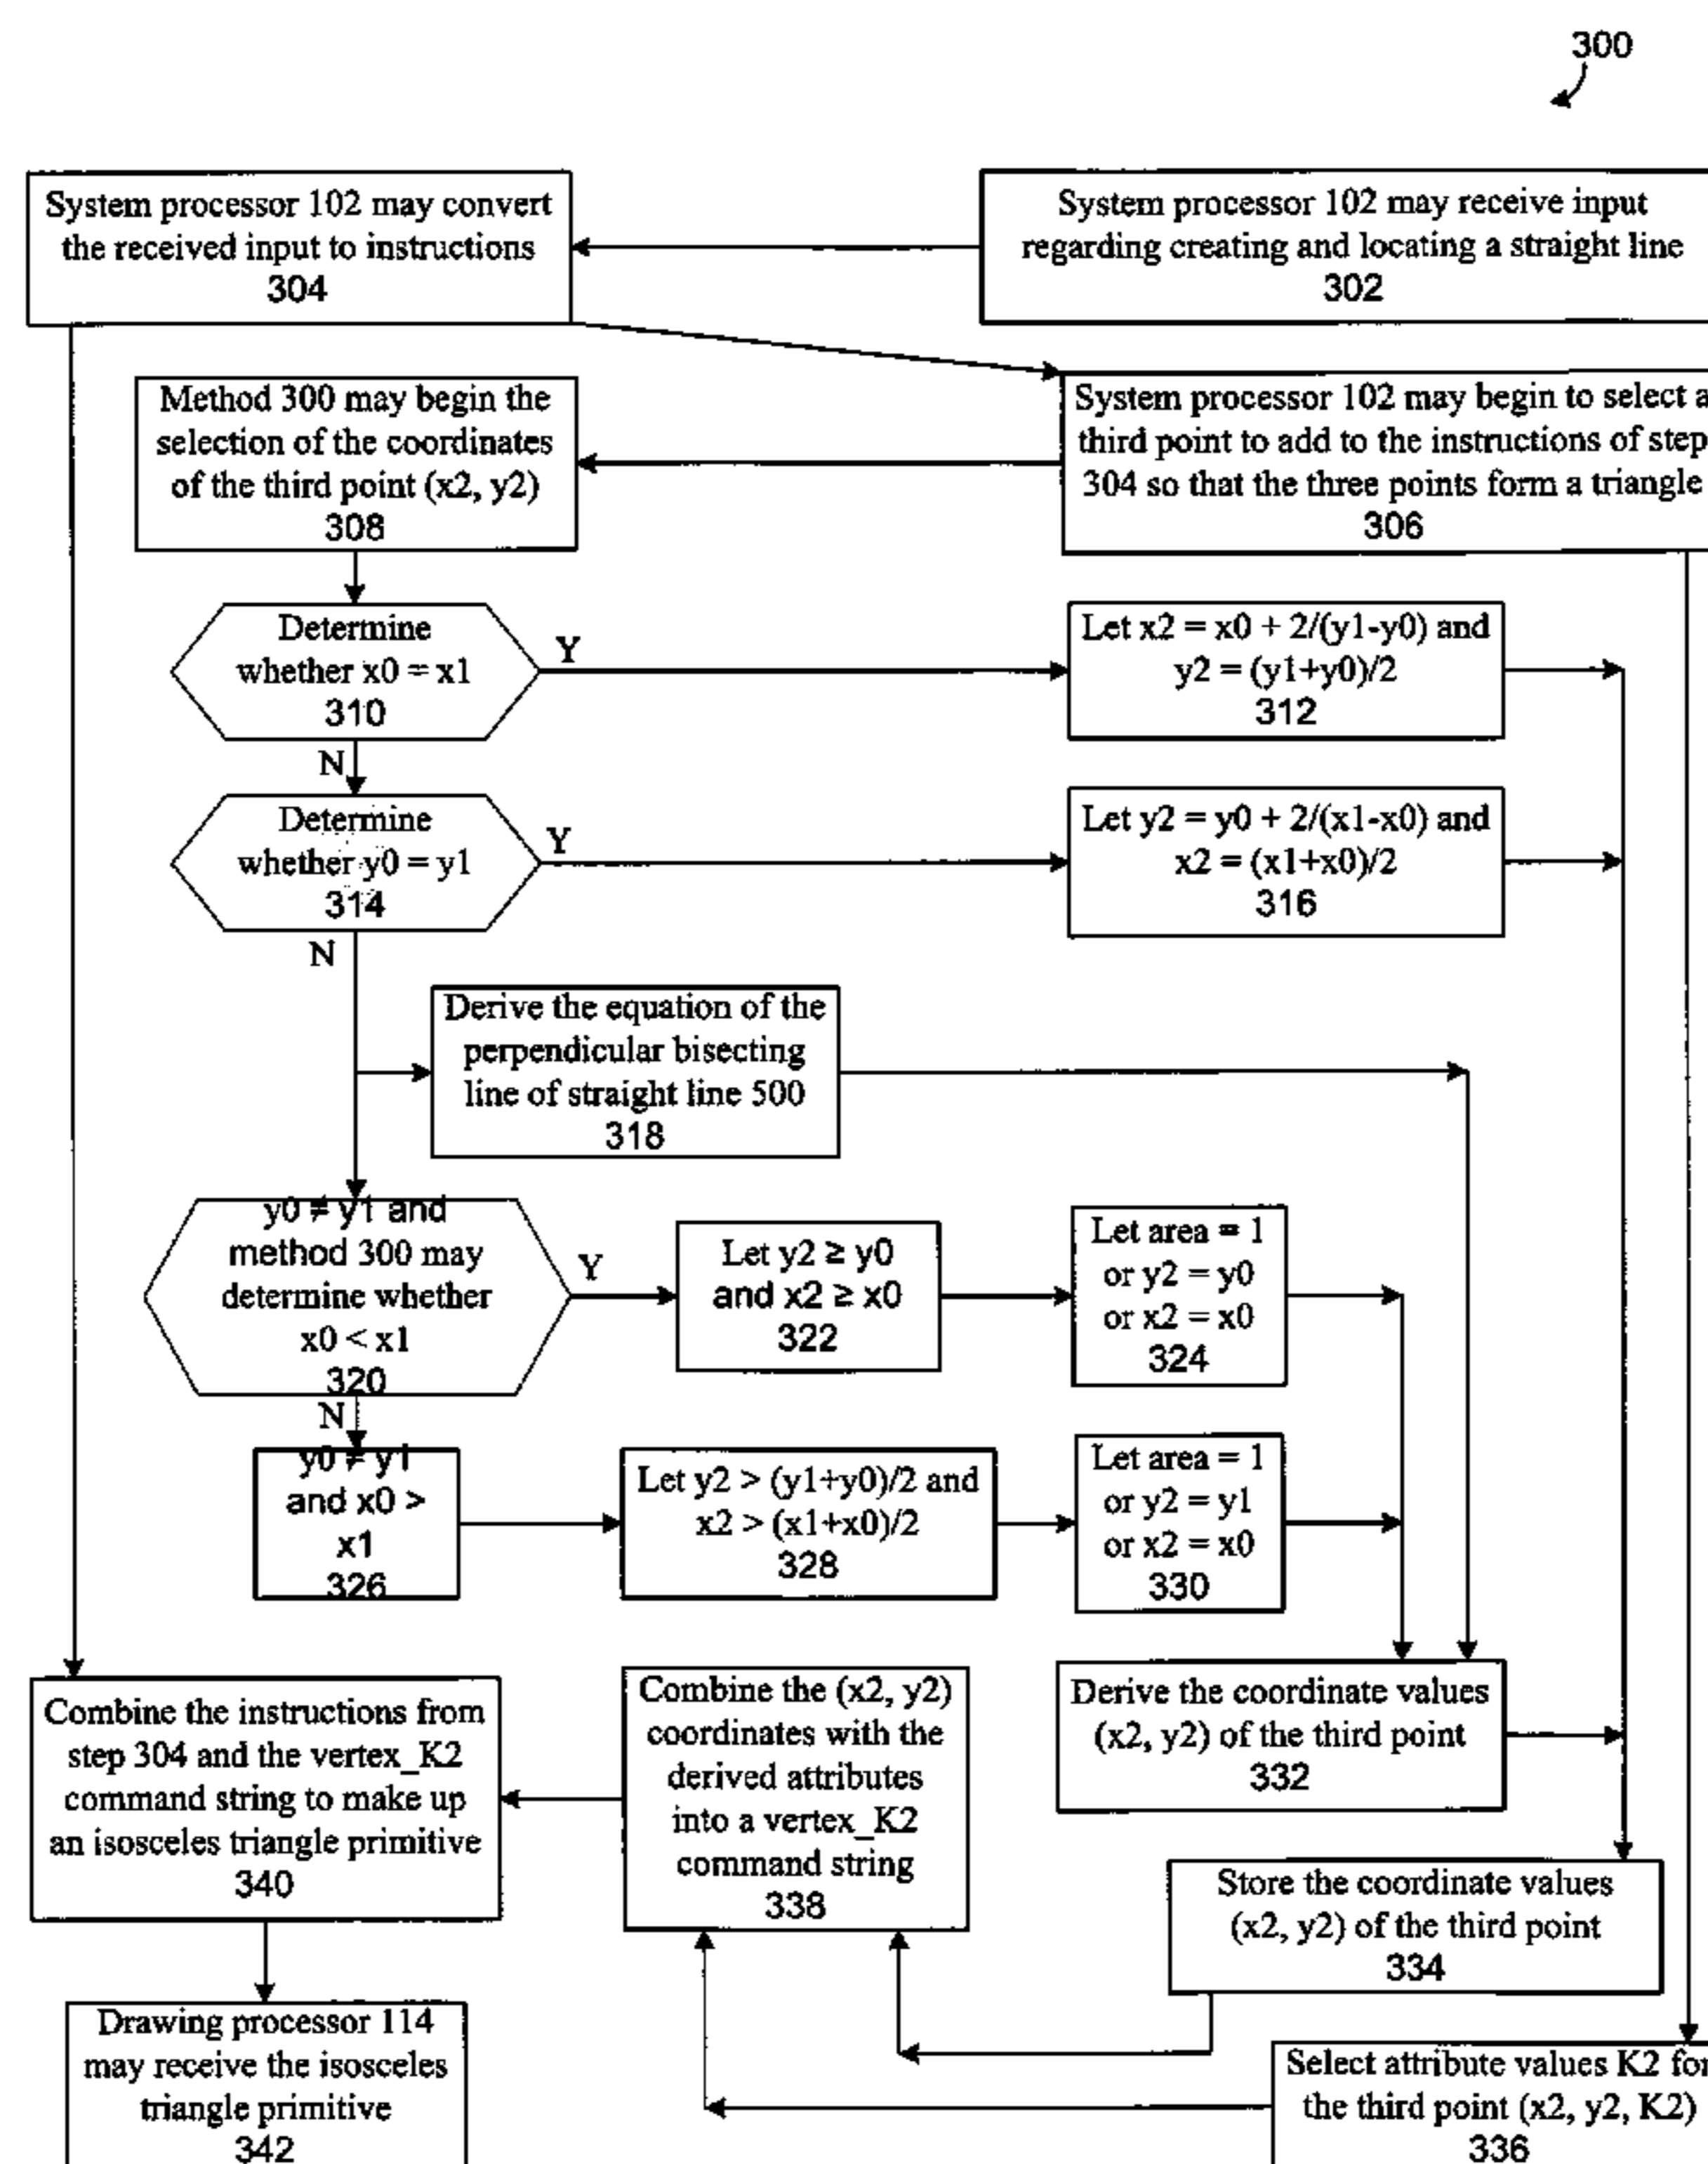 300
System processor 102 may convert
the received input to instructions
304
System processor 102 may receive input
regarding creating and locating a straight line
302
Method 300 may begin the
selection of the coordinates
of the third point (x2, y2)
308
System processor 102 may begin to select a
third point to add to the instructions of step
304 so that the three points form a triangle
306
Determine
whether x0 = x1
310
Y
Let x2 = x0 + 2/(y1-y0) and
y2 = (y1+y0)/2
312
N
Determine
whether y0 = y1
314
Y
Let y2 = y0 + 2/(x1-x0) and
x2 = (x1+x0)/2
316
N
Derive the equation of the
perpendicular bisecting
line of straight line 500
318
y0 ≠ y1 and
method 300 may
determine whether
x0 < x1
320
Y
Let y2 ≥ y0
and x2 ≥ x0
322
Let area = 1
or y2 = y0
or x2 = x0
324
N
y0 ≠ y1
and x0 >
x1
326
Let y2 > (y1+y0)/2 and
x2 > (x1+x0)/2
328
Let area = 1
or y2 = y1
or x2 = x0
330
Combine the instructions from
step 304 and the vertex_K2
command string to make up
an isosceles triangle primitive
340
Combine the (x2, y2)
coordinates with the
derived attributes
into a vertex_K2
command string
338
Derive the coordinate values
(x2, y2) of the third point
332
Store the coordinate values
(x2, y2) of the third point
334
Drawing processor 114
may receive the isosceles
triangle primitive
342
Select attribute values K2 for
the third point (x2, y2, K2)
336